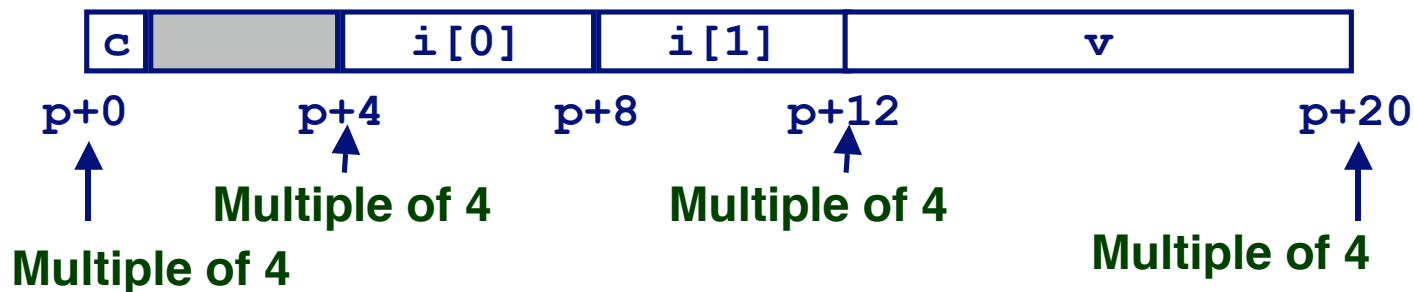 c i[0] i[1] v
p+0 p+4 p+8 p+12 p+20
Multiple of 4 Multiple of 4
Multiple of 4 Multiple of 4